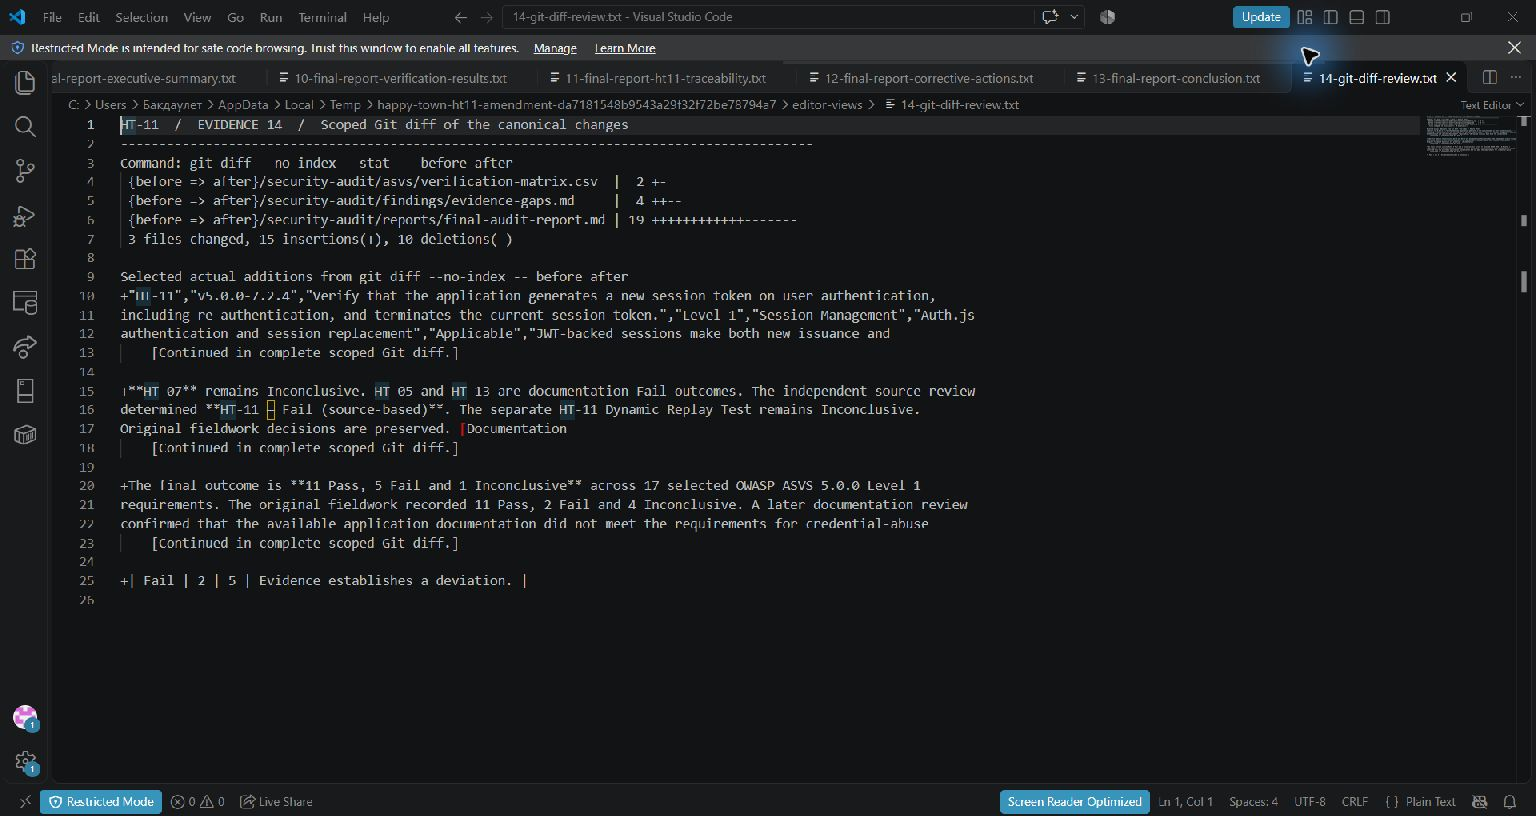 File Edit Selection View Go Run Terminal Help 14-git-diff-review.txt - Visual Studio Code Update
Restricted Mode is intended for safe code browsing. Trust this window to enable all features. Manage Learn More
al-report-executive-summary.txt 10-final-report-verification-results.txt 11-final-report-ht11-traceability.txt 12-final-report-corrective-actions.txt 13-final-report-conclusion.txt 14-git-diff-review.txt
C: > Users > Бакдаулет > AppData > Local > Temp > happy-town-ht11-amendment-da7181548b9543a29f32f72be78794a7 > editor-views > 14-git-diff-review.txt Text Editor
1 HT-11 / EVIDENCE 14 / Scoped Git diff of the canonical changes
2 --------------------------------------------------------------------------------
3 Command: git diff no index stat before after
4 {before => after}/security-audit/asvs/verification-matrix.csv | 2 +-
5 {before => after}/security-audit/findings/evidence-gaps.md | 4 ++--
6 {before => after}/security-audit/reports/final-audit-report.md | 19 ++++++++++++-------
7 3 files changed, 15 insertions(+), 10 deletions( )
8
9 Selected actual additions from git diff --no-index -- before after
10 +"HT-11","v5.0.0-7.2.4","Verify that the application generates a new session token on user authentication,
11 including re authentication, and terminates the current session token.","Level 1","Session Management","Auth.js
12 authentication and session replacement","Applicable","JWT-backed sessions make both new issuance and
13 [Continued in complete scoped Git diff.]
14
15 +**HT 07** remains Inconclusive. HT 05 and HT 13 are documentation Fail outcomes. The independent source review
16 determined **HT-11 – Fail (source-based)**. The separate HT-11 Dynamic Replay Test remains Inconclusive.
17 Original fieldwork decisions are preserved. [Documentation
18 [Continued in complete scoped Git diff.]
19
20 +The final outcome is **11 Pass, 5 Fail and 1 Inconclusive** across 17 selected OWASP ASVS 5.0.0 Level 1
21 requirements. The original fieldwork recorded 11 Pass, 2 Fail and 4 Inconclusive. A later documentation review
22 confirmed that the available application documentation did not meet the requirements for credential-abuse
23 [Continued in complete scoped Git diff.]
24
25 +| Fail | 2 | 5 | Evidence establishes a deviation. |
26
1
1
Restricted Mode 0 0 Live Share Screen Reader Optimized Ln 1, Col 1 Spaces: 4 UTF-8 CRLF { } Plain Text